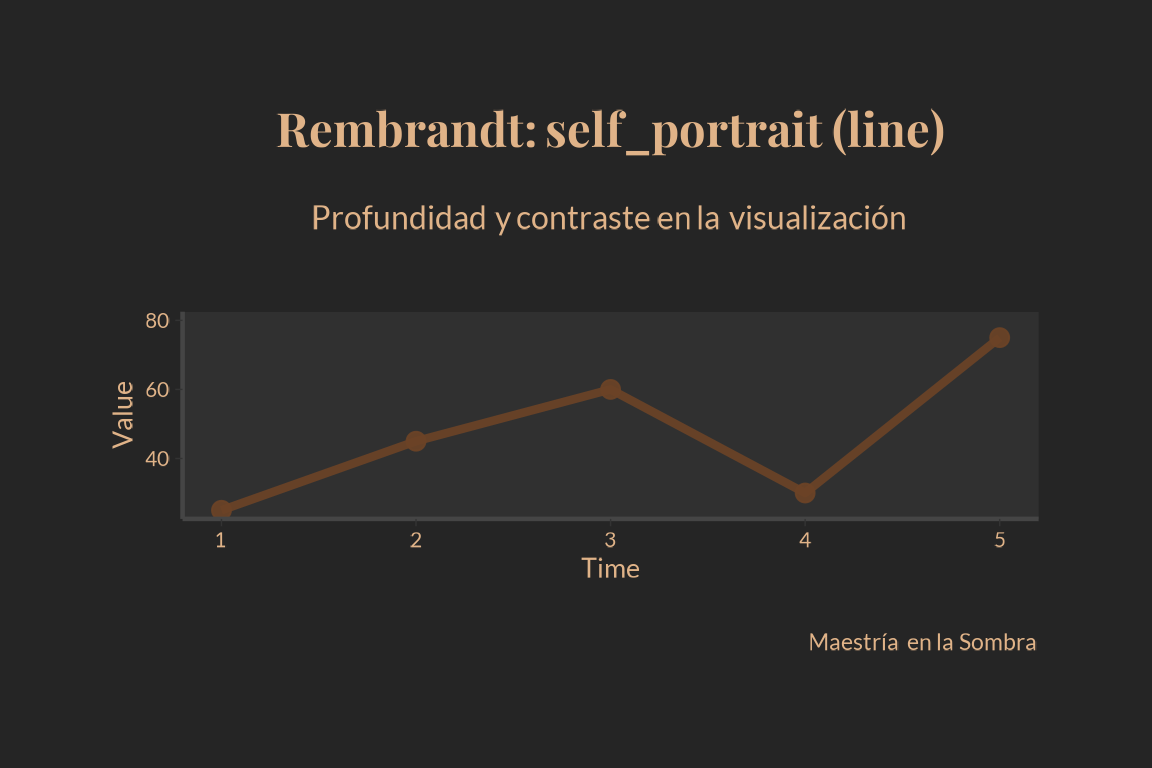 Rembrandt: self_portrait (line)
Profundidad y contraste en la visualización
80
60
40
Value
1 2 3 4 5
Time
Maestría en la Sombra